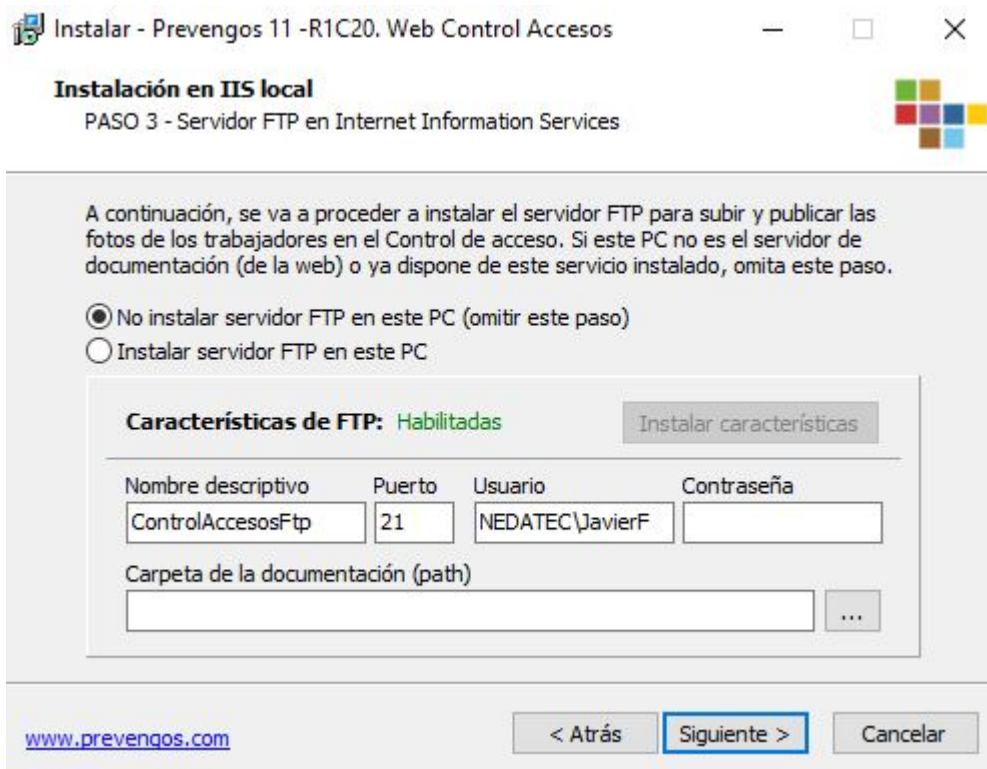 Instalar - Prevengos 11 -R1C20. Web Control Accesos
Instalación en IIS local
PASO 3 - Servidor FTP en Internet Information Services
A continuación, se va a proceder a instalar el servidor FTP para subir y publicar las
fotos de los trabajadores en el Control de acceso. Si este PC no es el servidor de
documentación (de la web) o ya dispone de este servicio instalado, omita este paso.
No instalar servidor FTP en este PC (omitir este paso)
Instalar servidor FTP en este PC
Características de FTP: Habilitadas Instalar características
Nombre descriptivo Puerto Usuario Contraseña
ControlAccesosFtp 21 NEDATEC\JavierF
Carpeta de la documentación (path)
...
www.prevengos.com < Atrás Siguiente > Cancelar